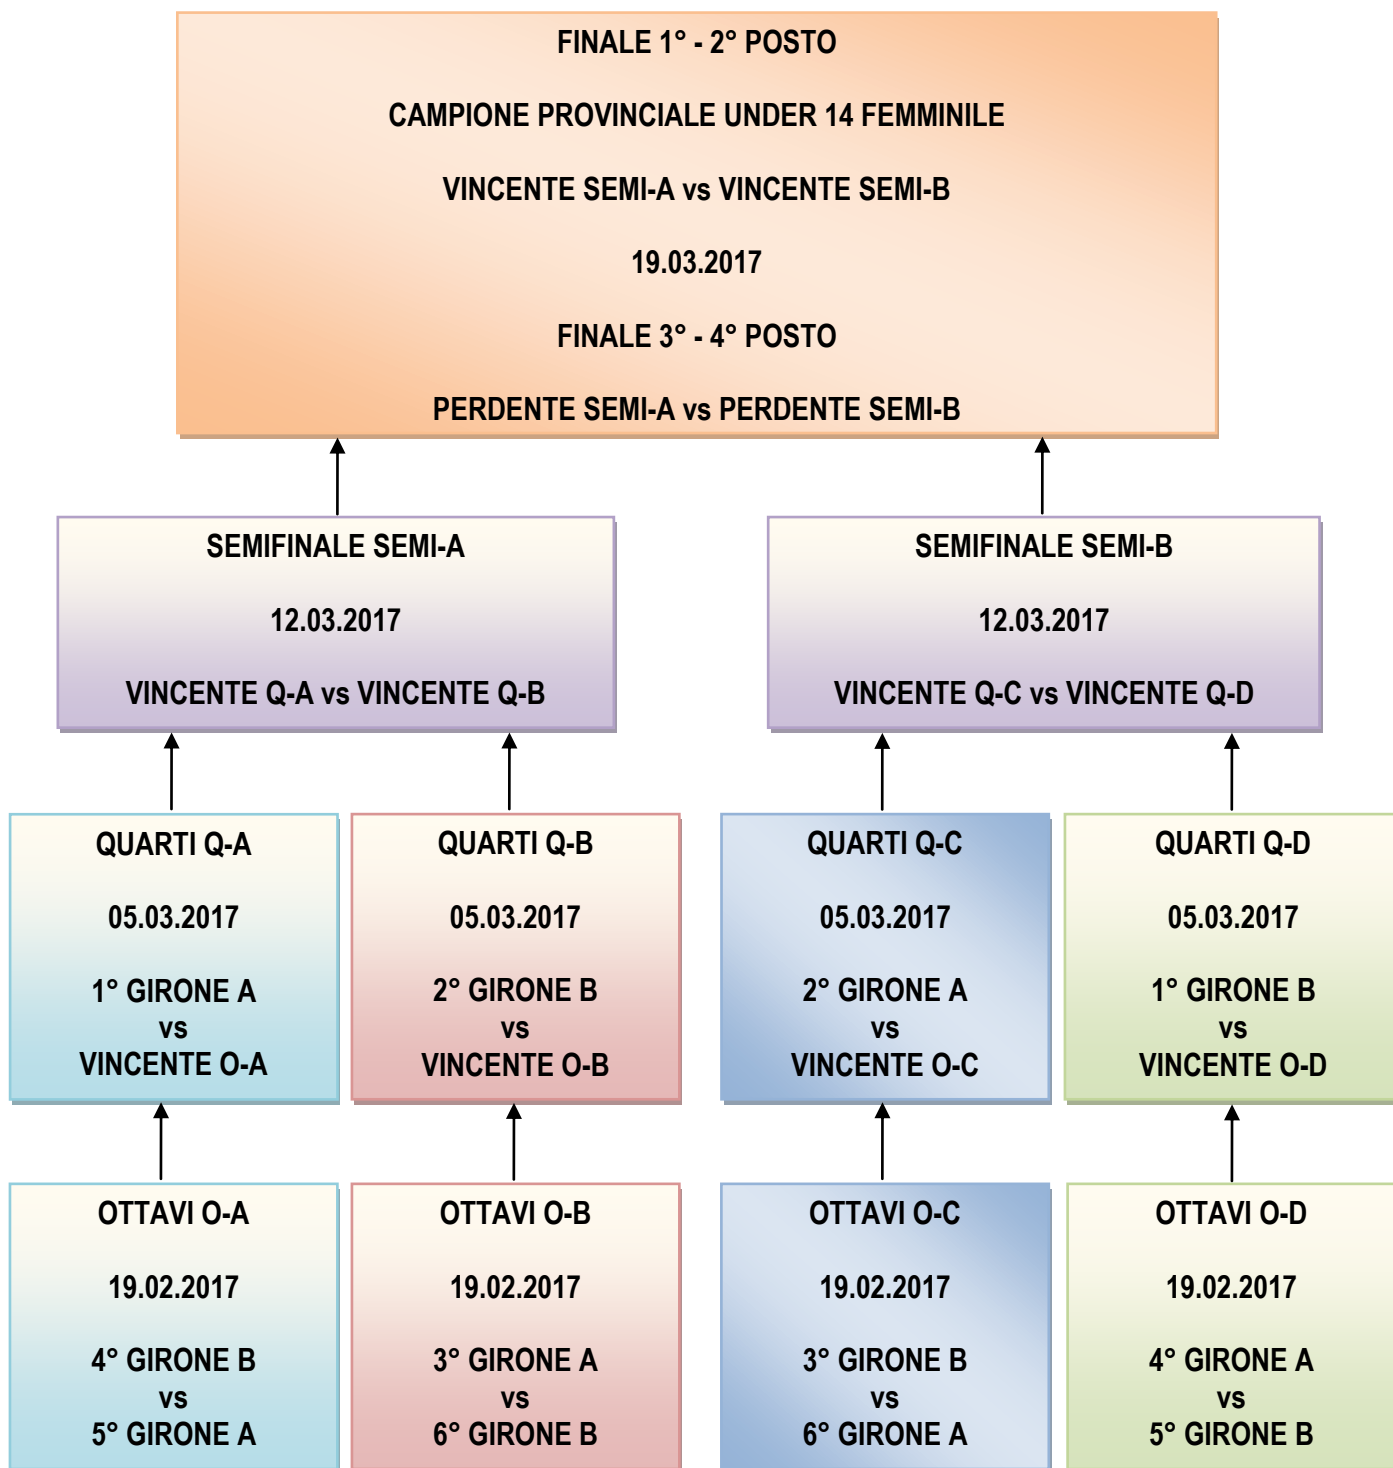 FINALE 1° - 2° POSTO
CAMPIONE PROVINCIALE UNDER 14 FEMMINILE
VINCENTE SEMI-A vs VINCENTE SEMI-B
19.03.2017
FINALE 3° - 4° POSTO
PERDENTE SEMI-A vs PERDENTE SEMI-B
SEMIFINALE SEMI-A
12.03.2017
VINCENTE Q-A vs VINCENTE Q-B
SEMIFINALE SEMI-B
12.03.2017
VINCENTE Q-C vs VINCENTE Q-D
QUARTI Q-A
05.03.2017
1° GIRONE A
vs
VINCENTE O-A
QUARTI Q-B
05.03.2017
2° GIRONE B
vs
VINCENTE O-B
QUARTI Q-C
05.03.2017
2° GIRONE A
vs
VINCENTE O-C
QUARTI Q-D
05.03.2017
1° GIRONE B
vs
VINCENTE O-D
OTTAVI O-A
19.02.2017
4° GIRONE B
vs
5° GIRONE A
OTTAVI O-B
19.02.2017
3° GIRONE A
vs
6° GIRONE B
OTTAVI O-C
19.02.2017
3° GIRONE B
vs
6° GIRONE A
OTTAVI O-D
19.02.2017
4° GIRONE A
vs
5° GIRONE B